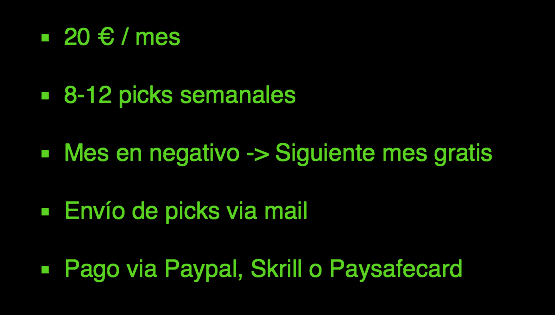 20 € / mes
8-12 picks semanales
Mes en negativo -> Siguiente mes gratis
Envío de picks via mail
Pago via Paypal, Skrill o Paysafecard